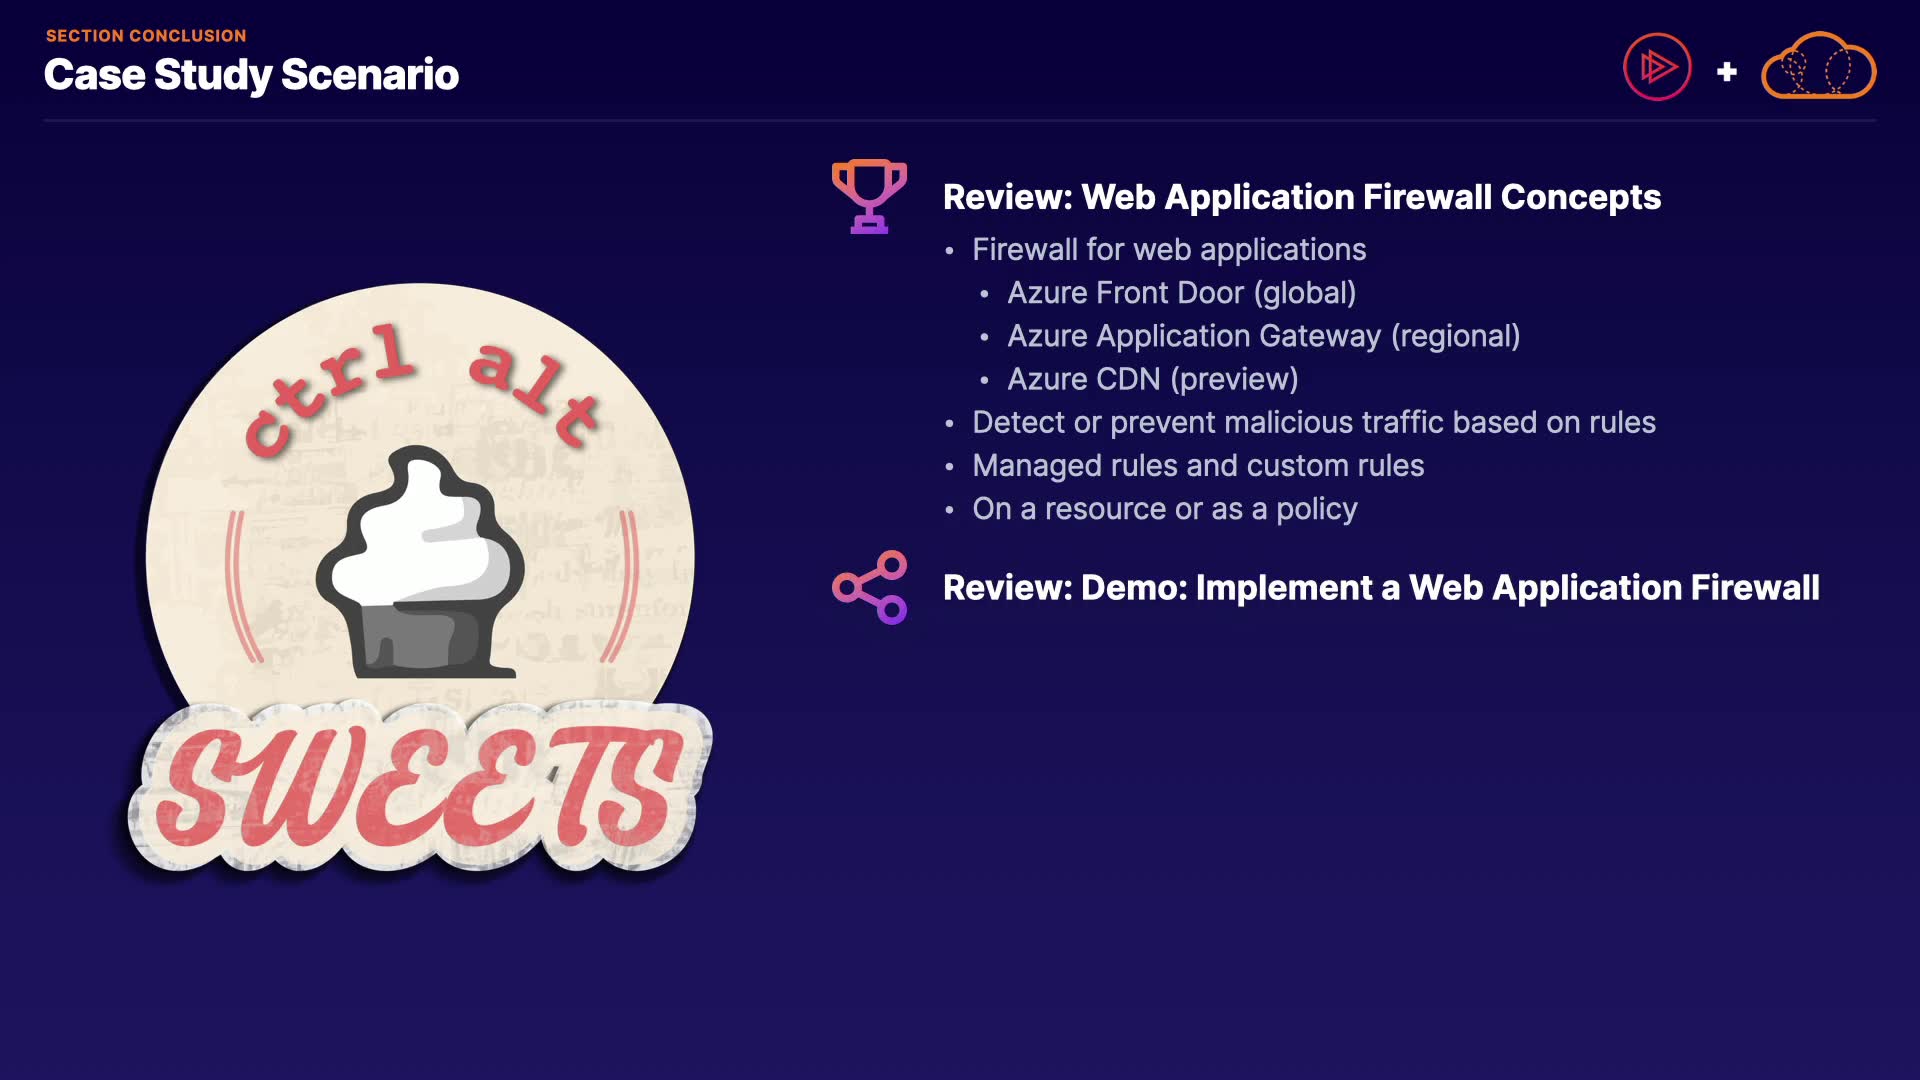 SECTION CONCLUSION
Case Study Scenario
ctrl alt
SWEETS
Review: Web Application Firewall Concepts
• Firewall for web applications
• Azure Front Door (global)
• Azure Application Gateway (regional)
• Azure CDN (preview)
• Detect or prevent malicious traffic based on rules
• Managed rules and custom rules
• On a resource or as a policy
Review: Demo: Implement a Web Application Firewall